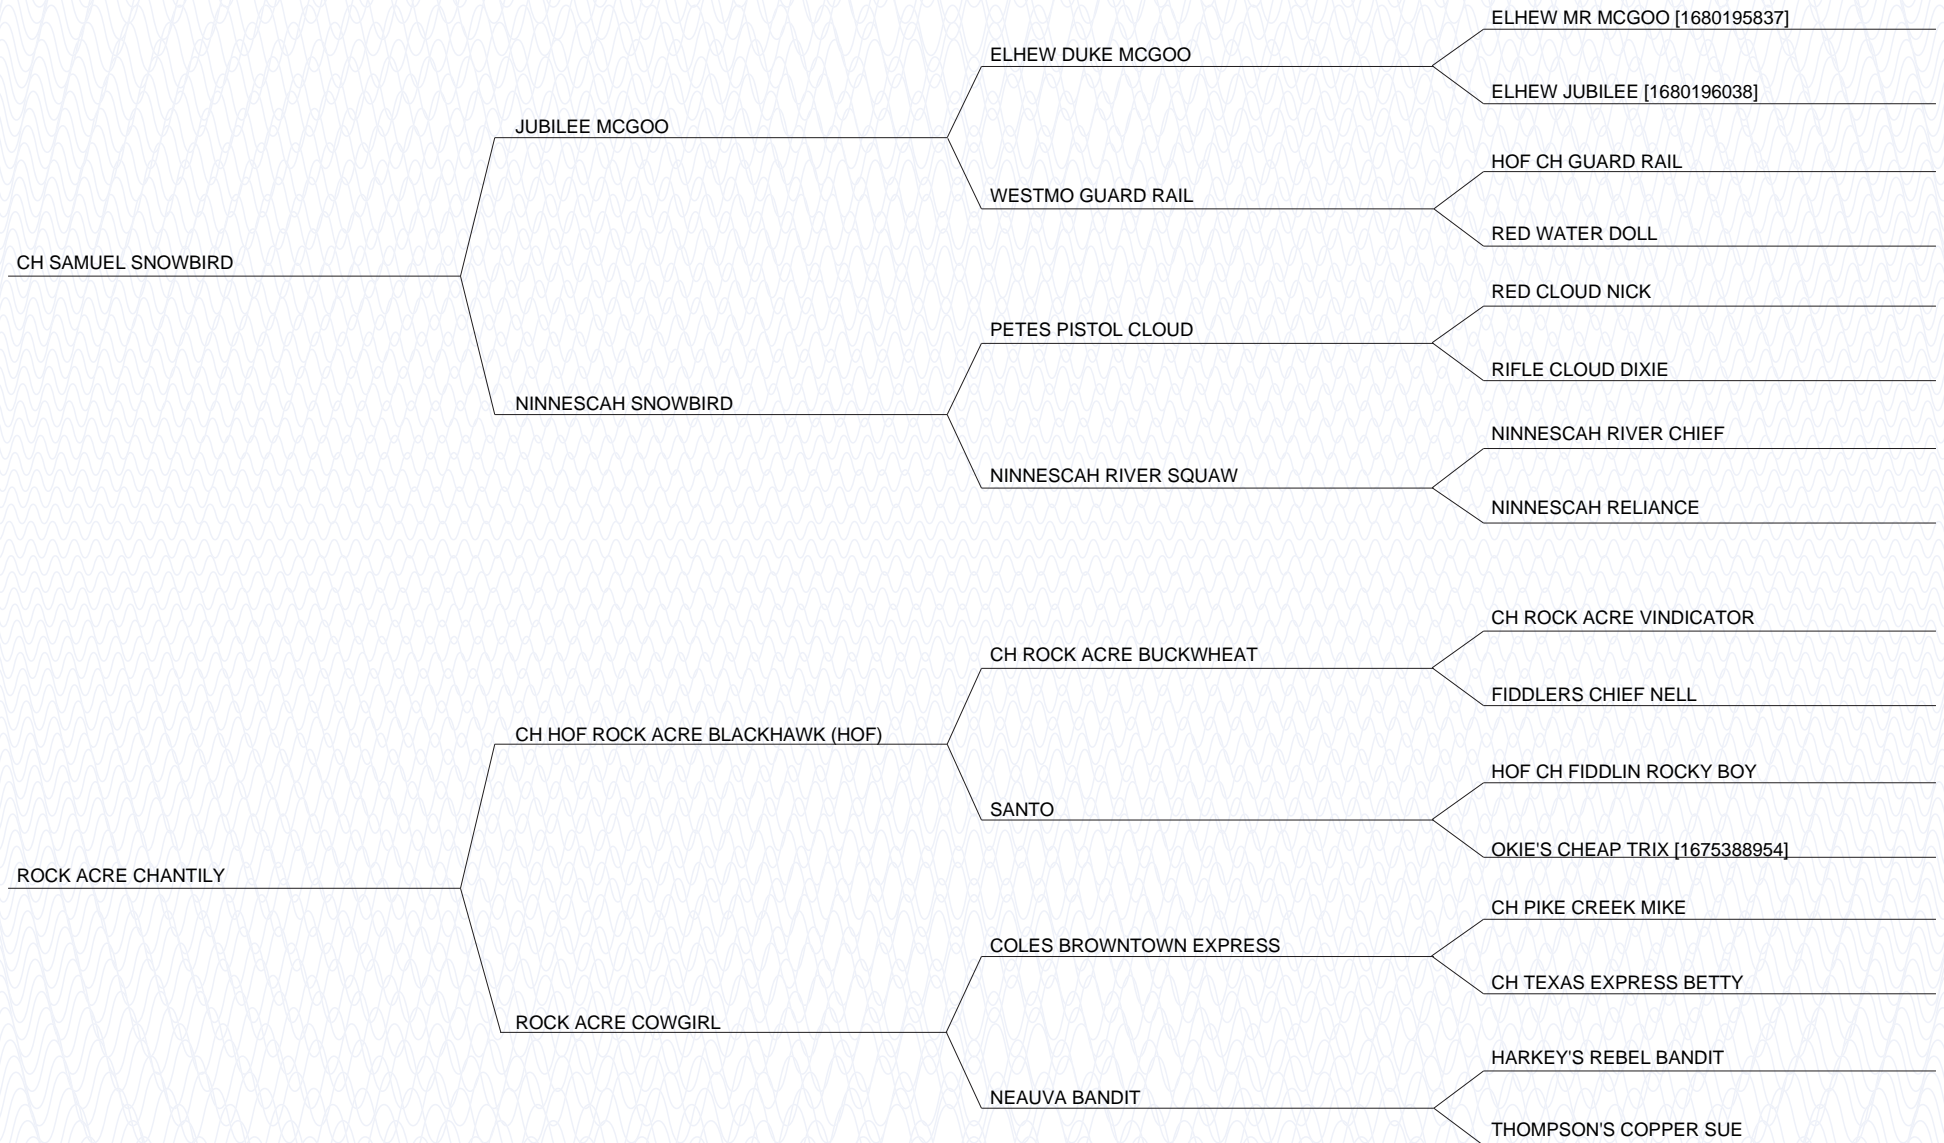 ELHEW MR MCGOO [1680195837]
ELHEW DUKE MCGOO
ELHEW JUBILEE [1680196038]
JUBILEE MCGOO
HOF CH GUARD RAIL
WESTMO GUARD RAIL
RED WATER DOLL
CH SAMUEL SNOWBIRD
RED CLOUD NICK
PETES PISTOL CLOUD
RIFLE CLOUD DIXIE
NINNESCAH SNOWBIRD
NINNESCAH RIVER CHIEF
NINNESCAH RIVER SQUAW
NINNESCAH RELIANCE
CH ROCK ACRE VINDICATOR
CH ROCK ACRE BUCKWHEAT
FIDDLERS CHIEF NELL
CH HOF ROCK ACRE BLACKHAWK (HOF)
HOF CH FIDDLIN ROCKY BOY
SANTO
OKIE'S CHEAP TRIX [1675388954]
ROCK ACRE CHANTILY
CH PIKE CREEK MIKE
COLES BROWNTOWN EXPRESS
CH TEXAS EXPRESS BETTY
ROCK ACRE COWGIRL
HARKEY'S REBEL BANDIT
NEAUVA BANDIT
THOMPSON'S COPPER SUE